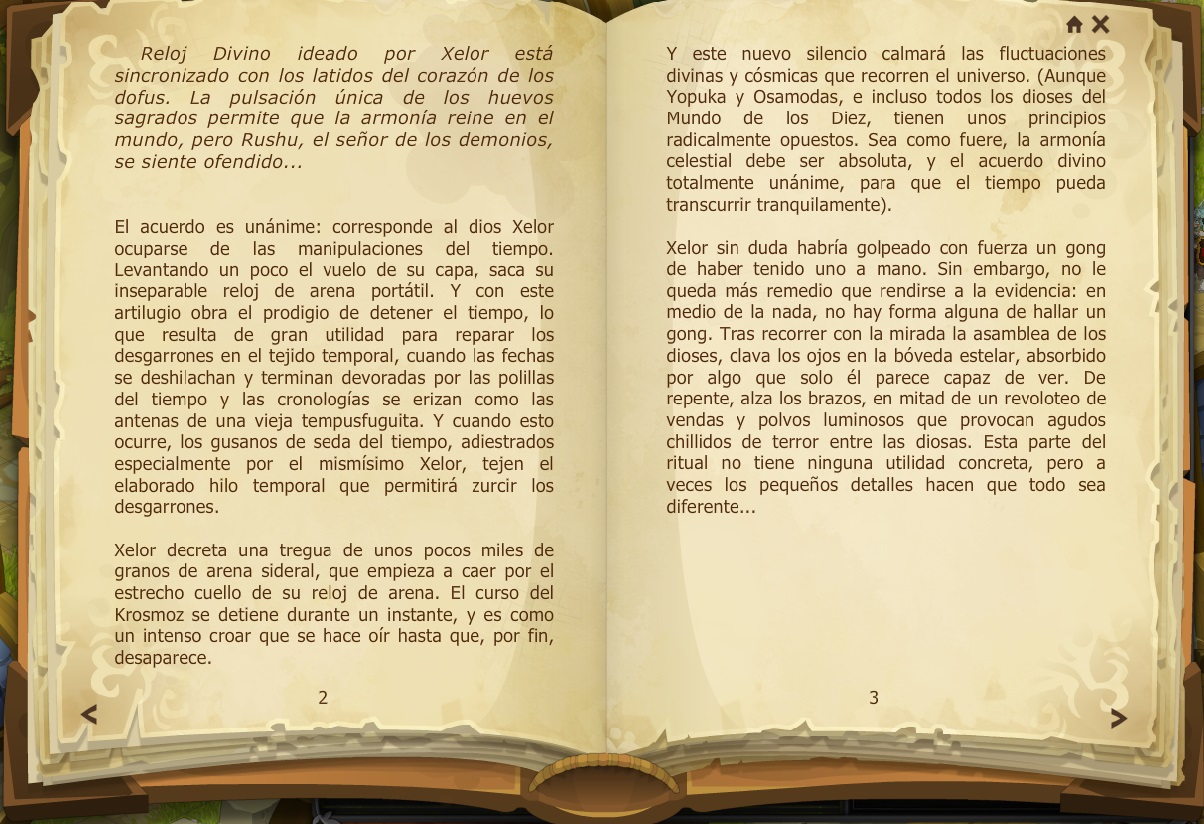 Reloj Divino ideado por Xelor está
sincronizado con los latidos del corazón de los
dofus. La pulsación única de los huevos
sagrados permite que la armonía reine en el
mundo, pero Rushu, el señor de los demonios,
se siente ofendido...
El acuerdo es unánime: corresponde al dios Xelor
ocuparse de las manipulaciones del tiempo.
Levantando un poco el vuelo de su capa, saca su
inseparable reloj de arena portátil. Y con este
artilugio obra el prodigio de detener el tiempo, lo
que resulta de gran utilidad para reparar los
desgarrones en el tejido temporal, cuando las fechas
se deshilachan y terminan devoradas por las polillas
del tiempo y las cronologías se erizan como las
antenas de una vieja tempusfuguita. Y cuando esto
ocurre, los gusanos de seda del tiempo, adiestrados
especialmente por el mismísimo Xelor, tejen el
elaborado hilo temporal que permitirá zurcir los
desgarrones.
Xelor decreta una tregua de unos pocos miles de
granos de arena sideral, que empieza a caer por el
estrecho cuello de su reloj de arena. El curso del
Krosmoz se detiene durante un instante, y es como
un intenso croar que se hace oír hasta que, por fin,
desaparece.
2
Y este nuevo silencio calmará las fluctuaciones
divinas y cósmicas que recorren el universo. (Aunque
Yopuka y Osamodas, e incluso todos los dioses del
Mundo de los Diez, tienen unos principios
radicalmente opuestos. Sea como fuere, la armonía
celestial debe ser absoluta, y el acuerdo divino
totalmente unánime, para que el tiempo pueda
transcurrir tranquilamente).
Xelor sin duda habría golpeado con fuerza un gong
de haber tenido uno a mano. Sin embargo, no le
queda más remedio que rendirse a la evidencia: en
medio de la nada, no hay forma alguna de hallar un
gong. Tras recorrer con la mirada la asamblea de los
dioses, clava los ojos en la bóveda estelar, absorbido
por algo que solo él parece capaz de ver. De
repente, alza los brazos, en mitad de un revoloteo de
vendas y polvos luminosos que provocan agudos
chillidos de terror entre las diosas. Esta parte del
ritual no tiene ninguna utilidad concreta, pero a
veces los pequeños detalles hacen que todo sea
diferente...
3